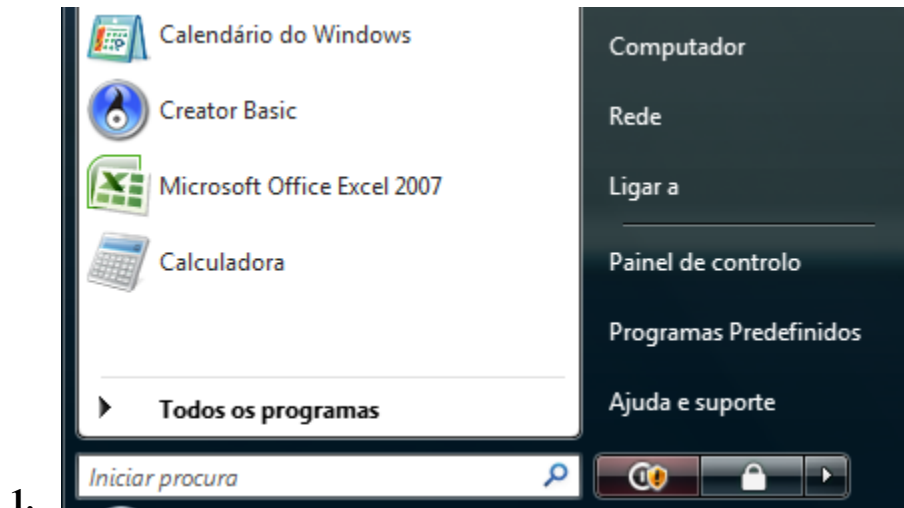 Calendário do Windows
Creator Basic
Microsoft Office Excel 2007
Calculadora
Todos os programas
Iniciar procura
Computador
Rede
Ligar a
Painel de controlo
Programas Predefinidos
Ajuda e suporte
1.